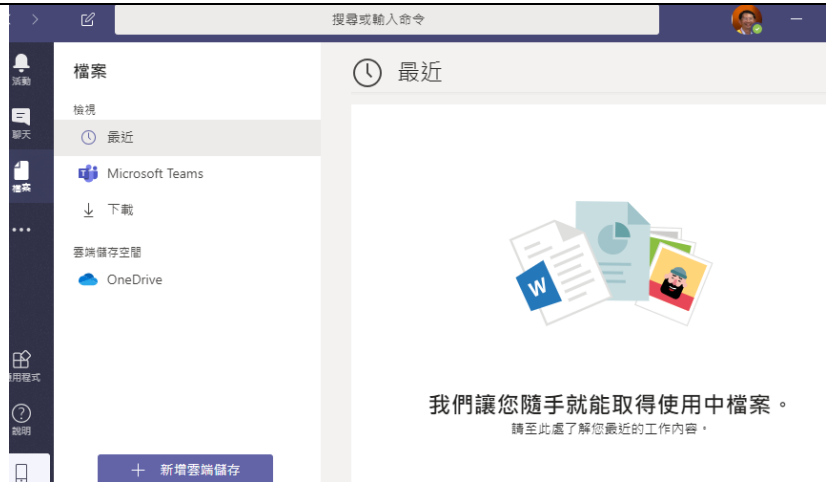 搜尋或輸入命令
活動
聊天
檔案
應用程式
說明
檔案
檢視
最近
Microsoft Teams
下載
雲端儲存空間
OneDrive
新增雲端儲存
最近
W
我們讓您隨手就能取得使用中檔案。
請至此處了解您最近的工作內容。